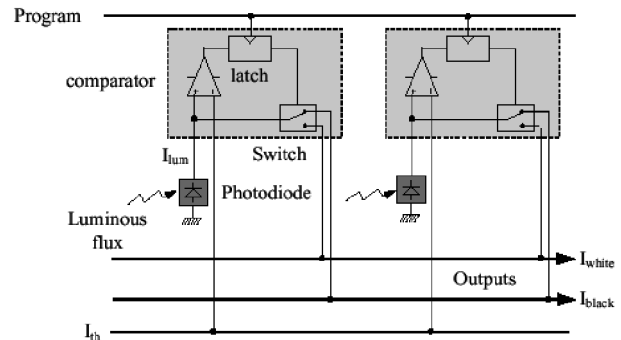 Program
comparator
latch
Switch
I_lum
Photodiode
Luminous
flux
I_white
Outputs
I_black
I_th